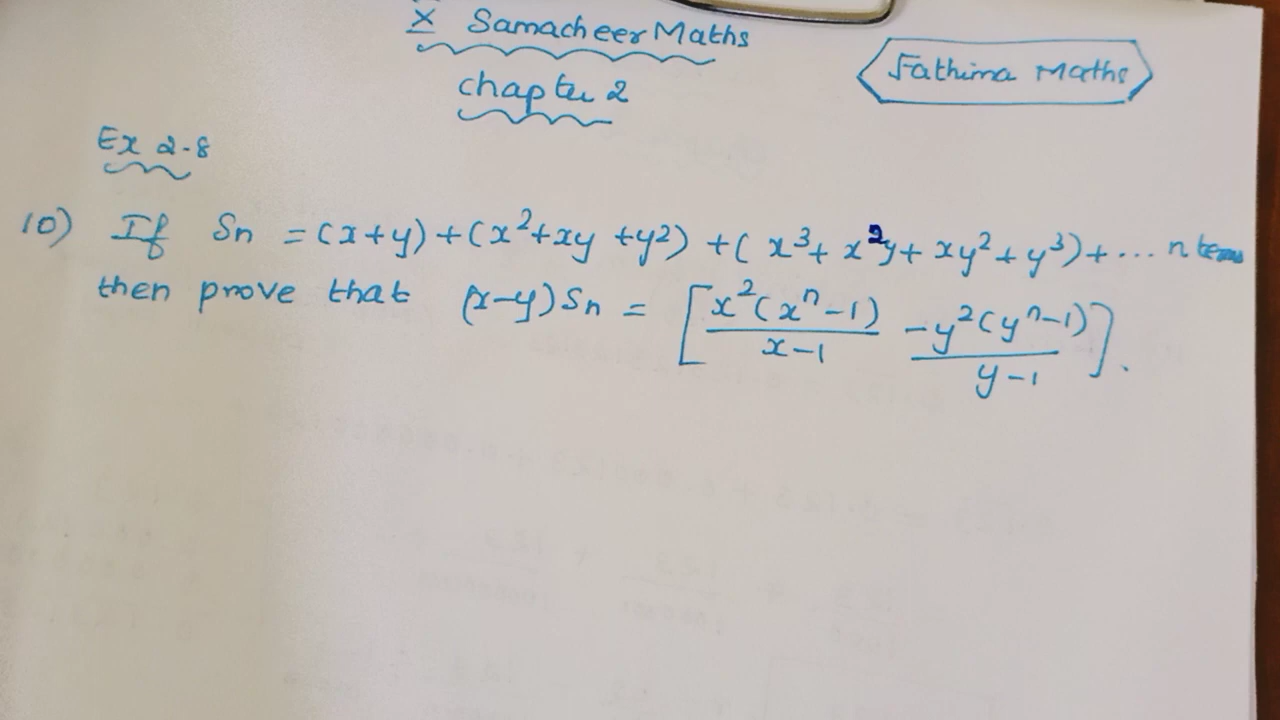 X Samacheer Maths
Fathima Maths
chapter 2
Ex 2-8
10) If Sn = (x+y) + (x²+xy+y²) + (x³+x²y+xy²+y³) + ... n terms
then prove that (x-y)Sn = [x²(xⁿ-1)/x-1 - y²(yⁿ-1)/y-1].